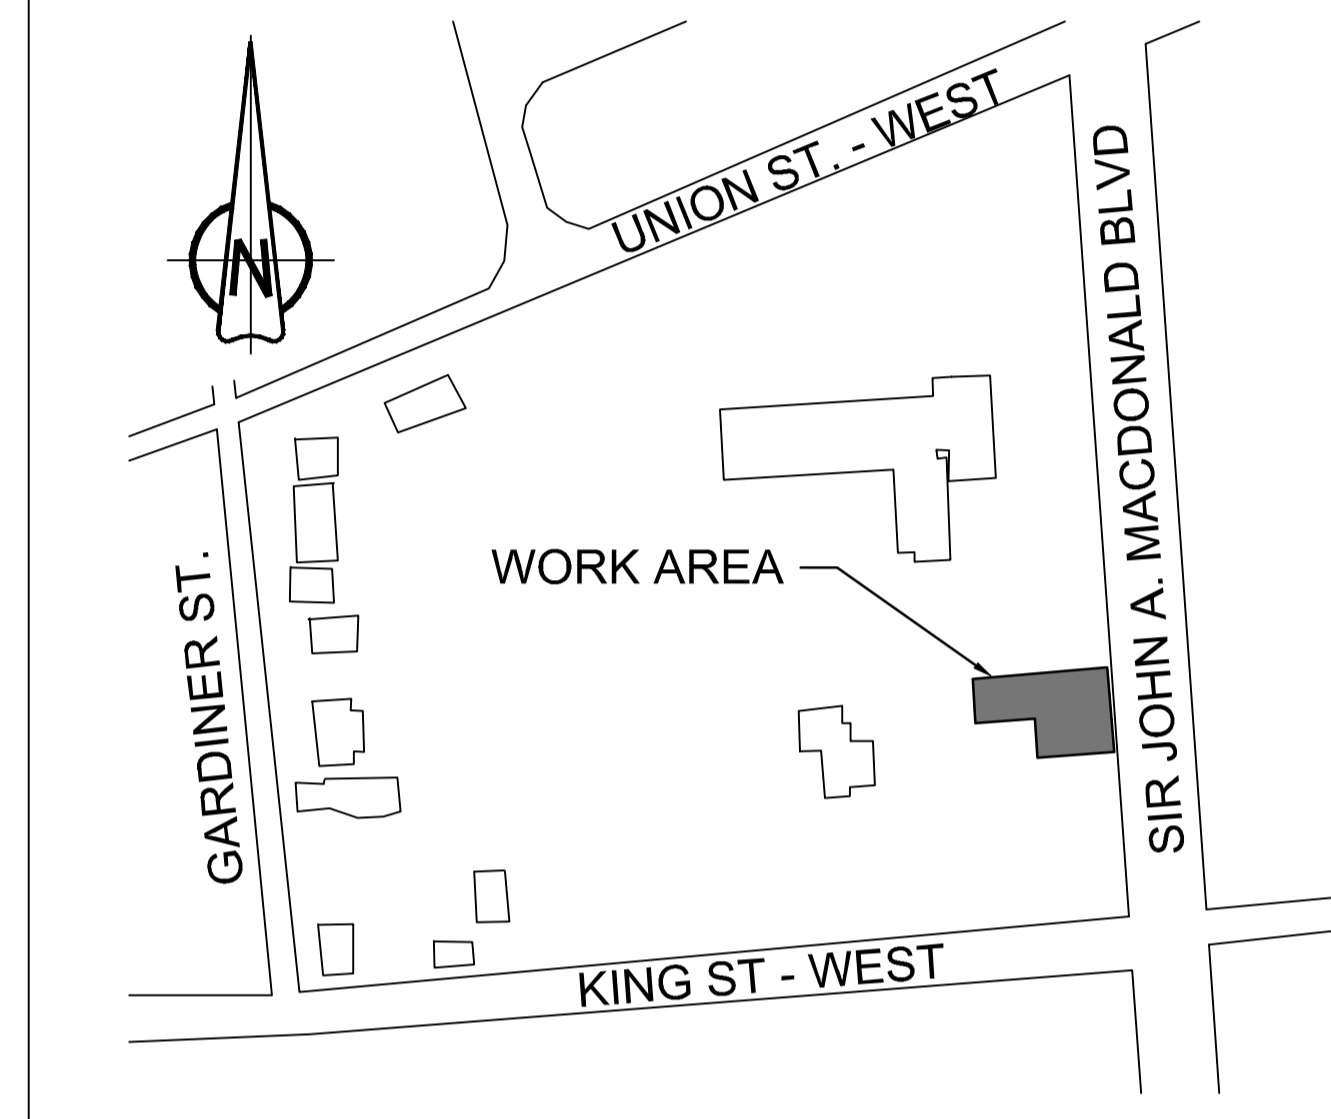 N
UNION ST. - WEST
SIR JOHN A. MACDONALD BLVD
WORK AREA
GARDINER ST.
KING ST - WEST